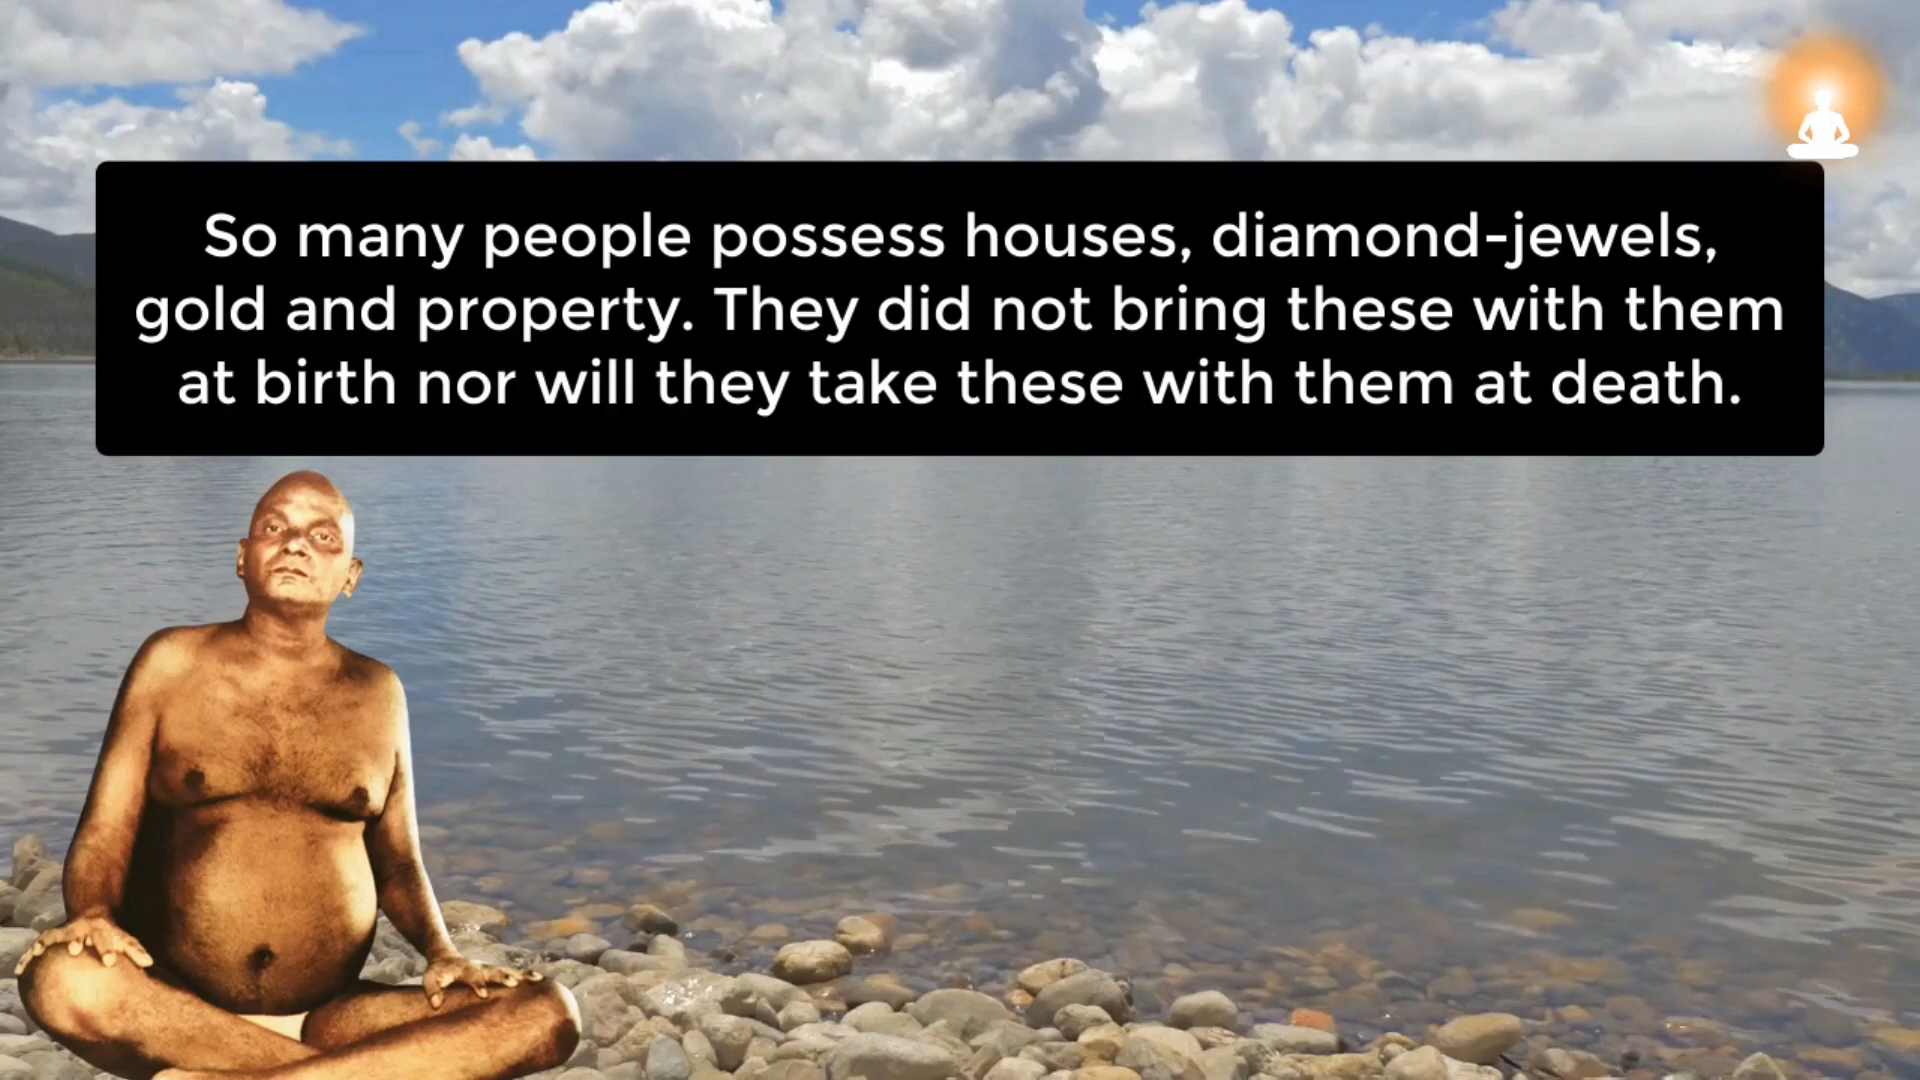 So many people possess houses, diamond-jewels,
gold and property. They did not bring these with them
at birth nor will they take these with them at death.